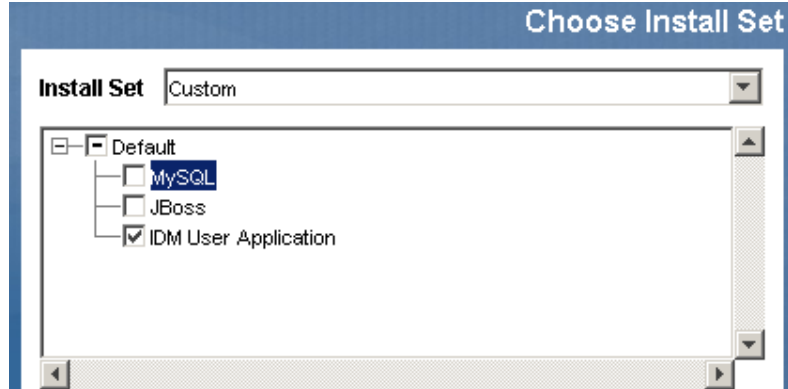 Choose Install Set
Install Set Custom
Default
MySQL
JBoss
IDM User Application